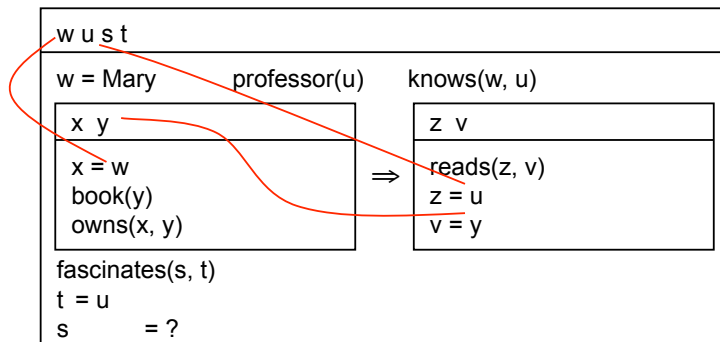 w u s t
w = Mary professor(u) knows(w, u)
x y
z v
x = w
book(y)
owns(x, y)
⇒
reads(z, v)
z = u
v = y
fascinates(s, t)
t = u
s = ?